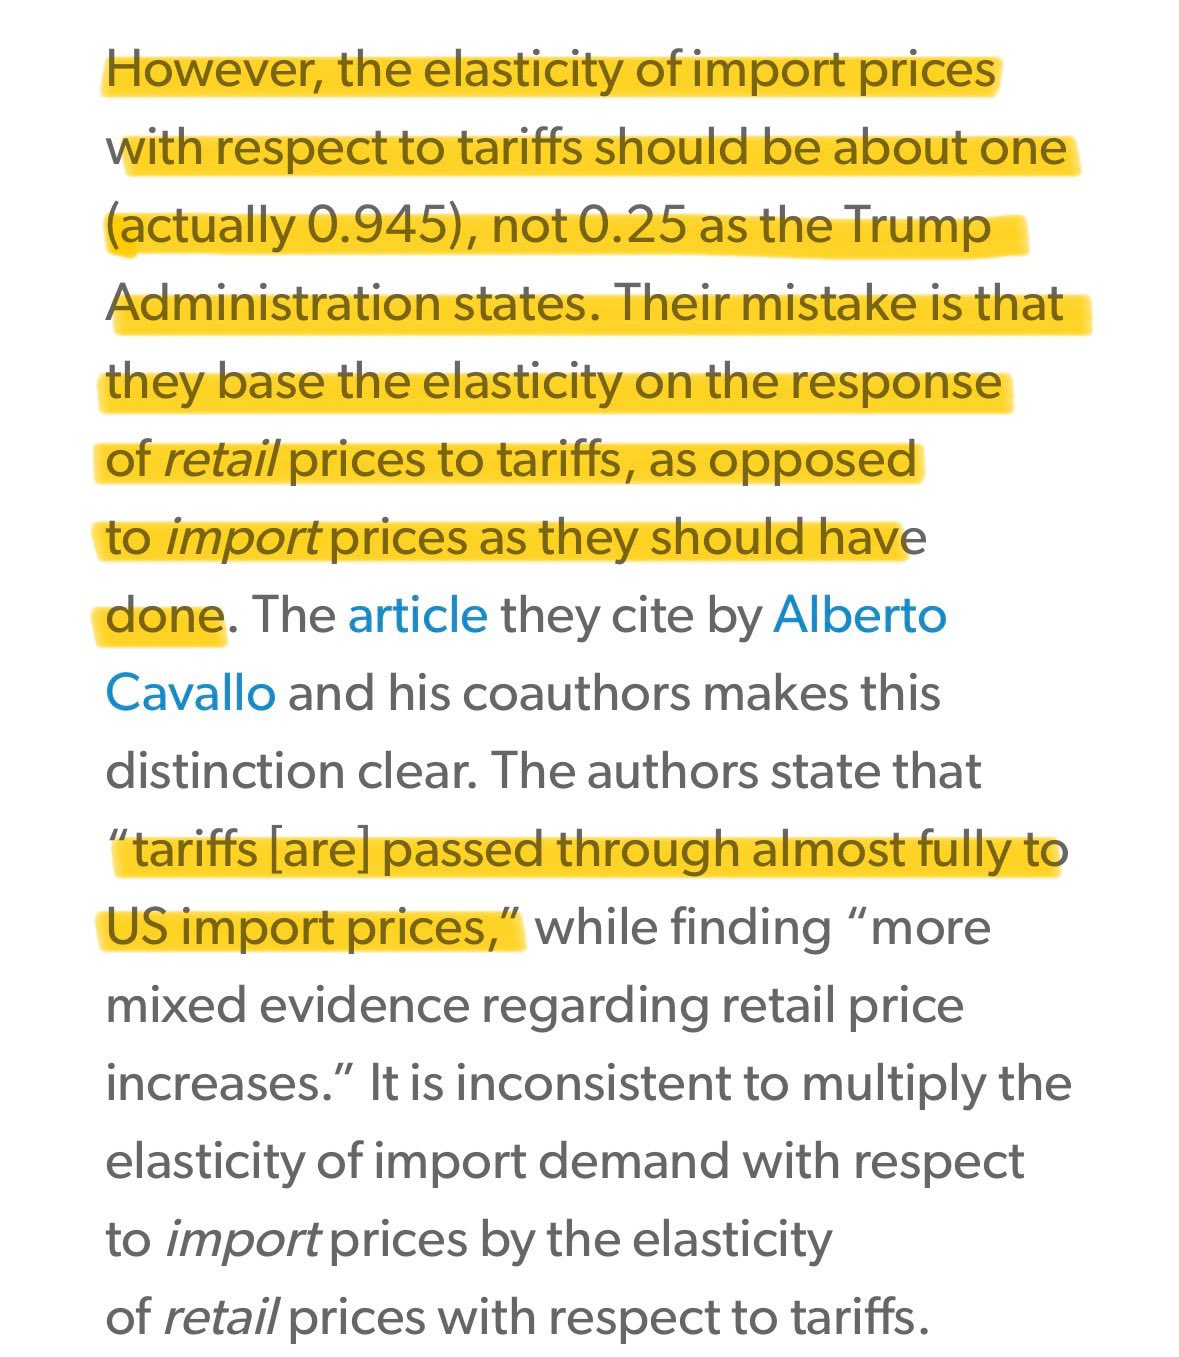 However, the elasticity of import prices
with respect to tariffs should be about one
(actually 0.945), not 0.25 as the Trump
Administration states. Their mistake is that
they base the elasticity on the response
of retail prices to tariffs, as opposed
to import prices as they should have
done. The article they cite by Alberto
Cavallo and his coauthors makes this
distinction clear. The authors state that
“tariffs [are] passed through almost fully to
US import prices,” while finding “more
mixed evidence regarding retail price
increases.” It is inconsistent to multiply the
elasticity of import demand with respect
to import prices by the elasticity
of retail prices with respect to tariffs.